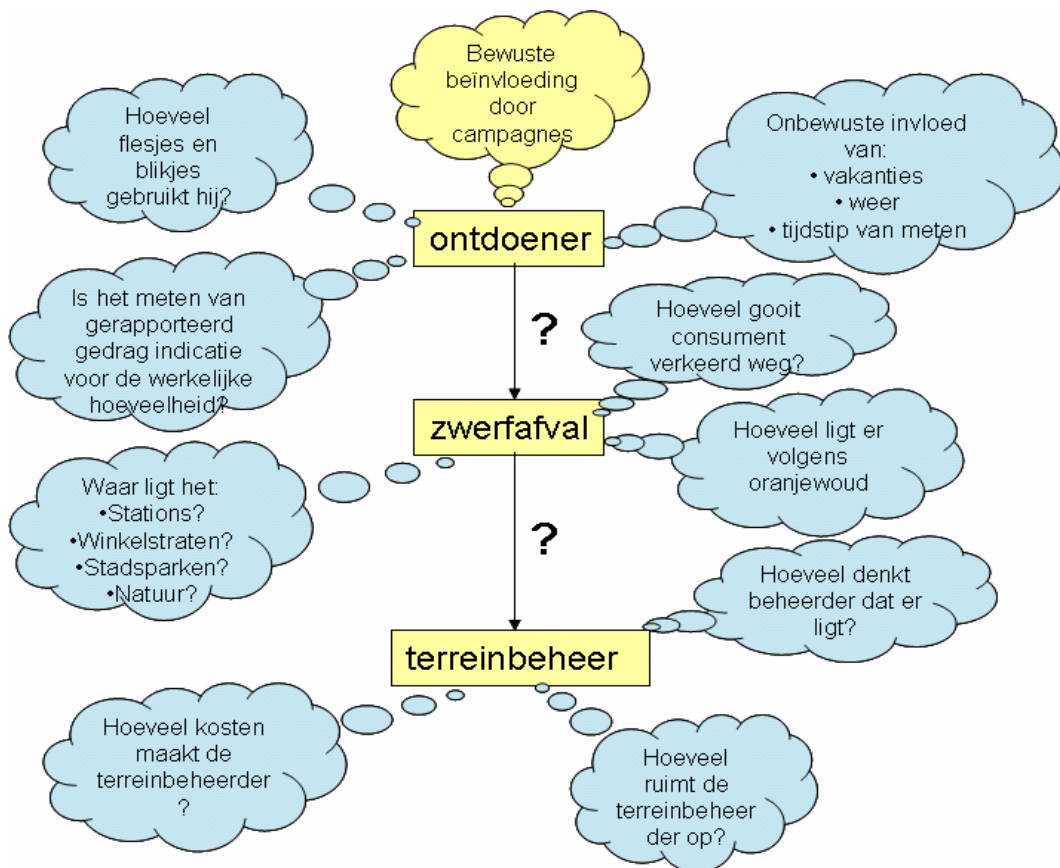 Bewuste
beïnvloeding
door
campagnes
Hoeveel
flesjes en
blikjes
gebruikt hij?
Onbewuste invloed
van:
• vakanties
• weer
• tijdstip van meten
ontdoener
Is het meten van
gerapporteerd
gedrag indicatie
voor de werkelijke
hoeveelheid?
?
Hoeveel gooit
consument
verkeerd weg?
zwerfafval
Hoeveel ligt er
volgens
oranjewoud
Waar ligt het:
•Stations?
•Winkelstraten?
•Stadsparken?
•Natuur?
?
Hoeveel denkt
beheerder dat er
ligt?
terreinbeheer
Hoeveel kosten
maakt de
terreinbeheerder
?
Hoeveel
ruimt de
terreinbeheer
der op?